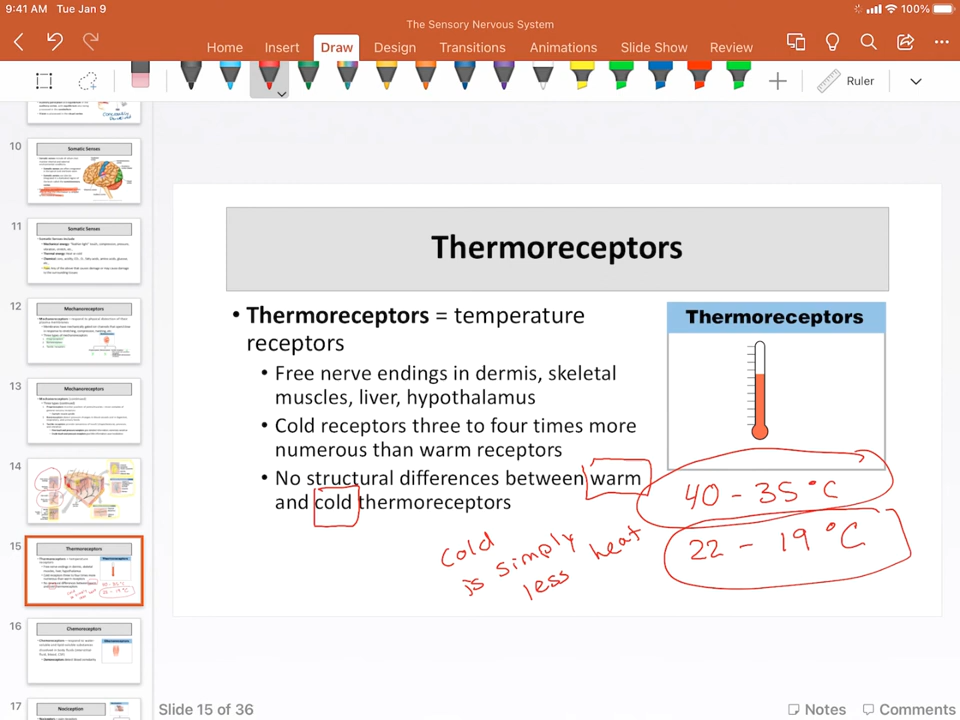 9:41 AM Tue Jan 9
100%
The Sensory Nervous System
Home Insert Draw Design Transitions Animations Slide Show Review
Ruler
10
Somatic Senses
11
Somatic Senses
12
Mechanoreceptors
13
Mechanoreceptors
14
15
Thermoreceptors
16
Chemoreceptors
17
Nociception
Thermoreceptors
• Thermoreceptors = temperature
receptors
• Free nerve endings in dermis, skeletal
muscles, liver, hypothalamus
• Cold receptors three to four times more
numerous than warm receptors
• No structural differences between warm
and cold thermoreceptors
Thermoreceptors
40 - 35 °C
22 - 19 °C
cold
is simply
less heat
Slide 15 of 36
Notes Comments